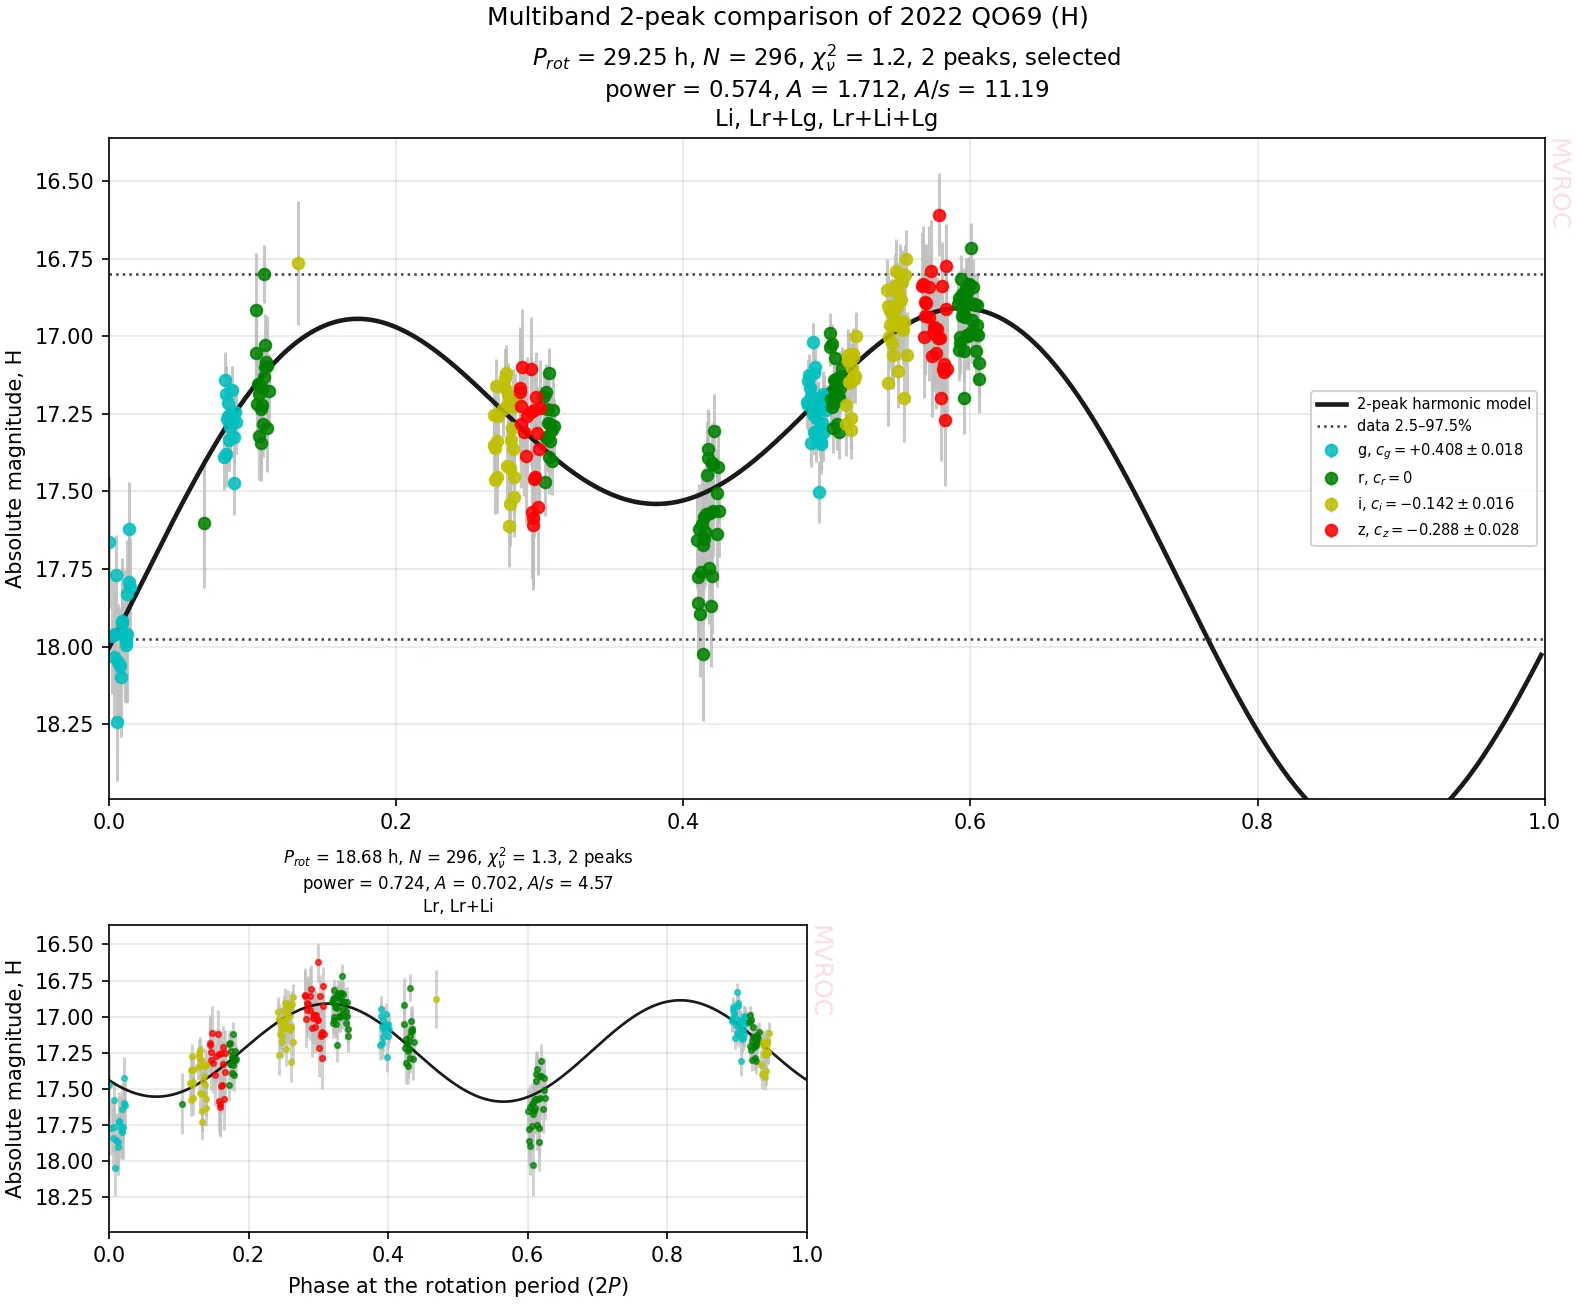 Multiband 2-peak comparison of 2022 QO69 (H)
P_rot = 29.25 h, N = 296, χ²_ν = 1.2, 2 peaks, selected
power = 0.574, A = 1.712, A/s = 11.19
Li, Lr+Lg, Lr+Li+Lg
MVROC
Absolute magnitude, H
16.50
16.75
17.00
17.25
17.50
17.75
18.00
18.25
2-peak harmonic model
data 2.5–97.5%
g, c_g = +0.408 ± 0.018
r, c_r = 0
i, c_i = −0.142 ± 0.016
z, c_z = −0.288 ± 0.028
0.0 0.2 0.4 0.6 0.8 1.0
P_rot = 18.68 h, N = 296, χ²_ν = 1.3, 2 peaks
power = 0.724, A = 0.702, A/s = 4.57
Lr, Lr+Li
MVROC
Absolute magnitude, H
16.50
16.75
17.00
17.25
17.50
17.75
18.00
18.25
0.0 0.2 0.4 0.6 0.8 1.0
Phase at the rotation period (2P)